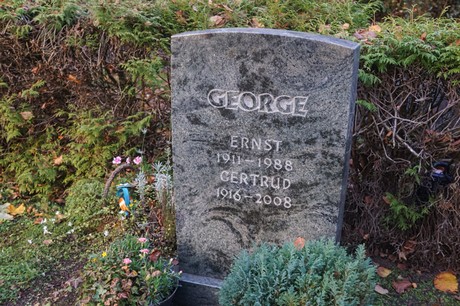 GEORGE
ERNST
1911-1988
GERTRUD
1916-2008